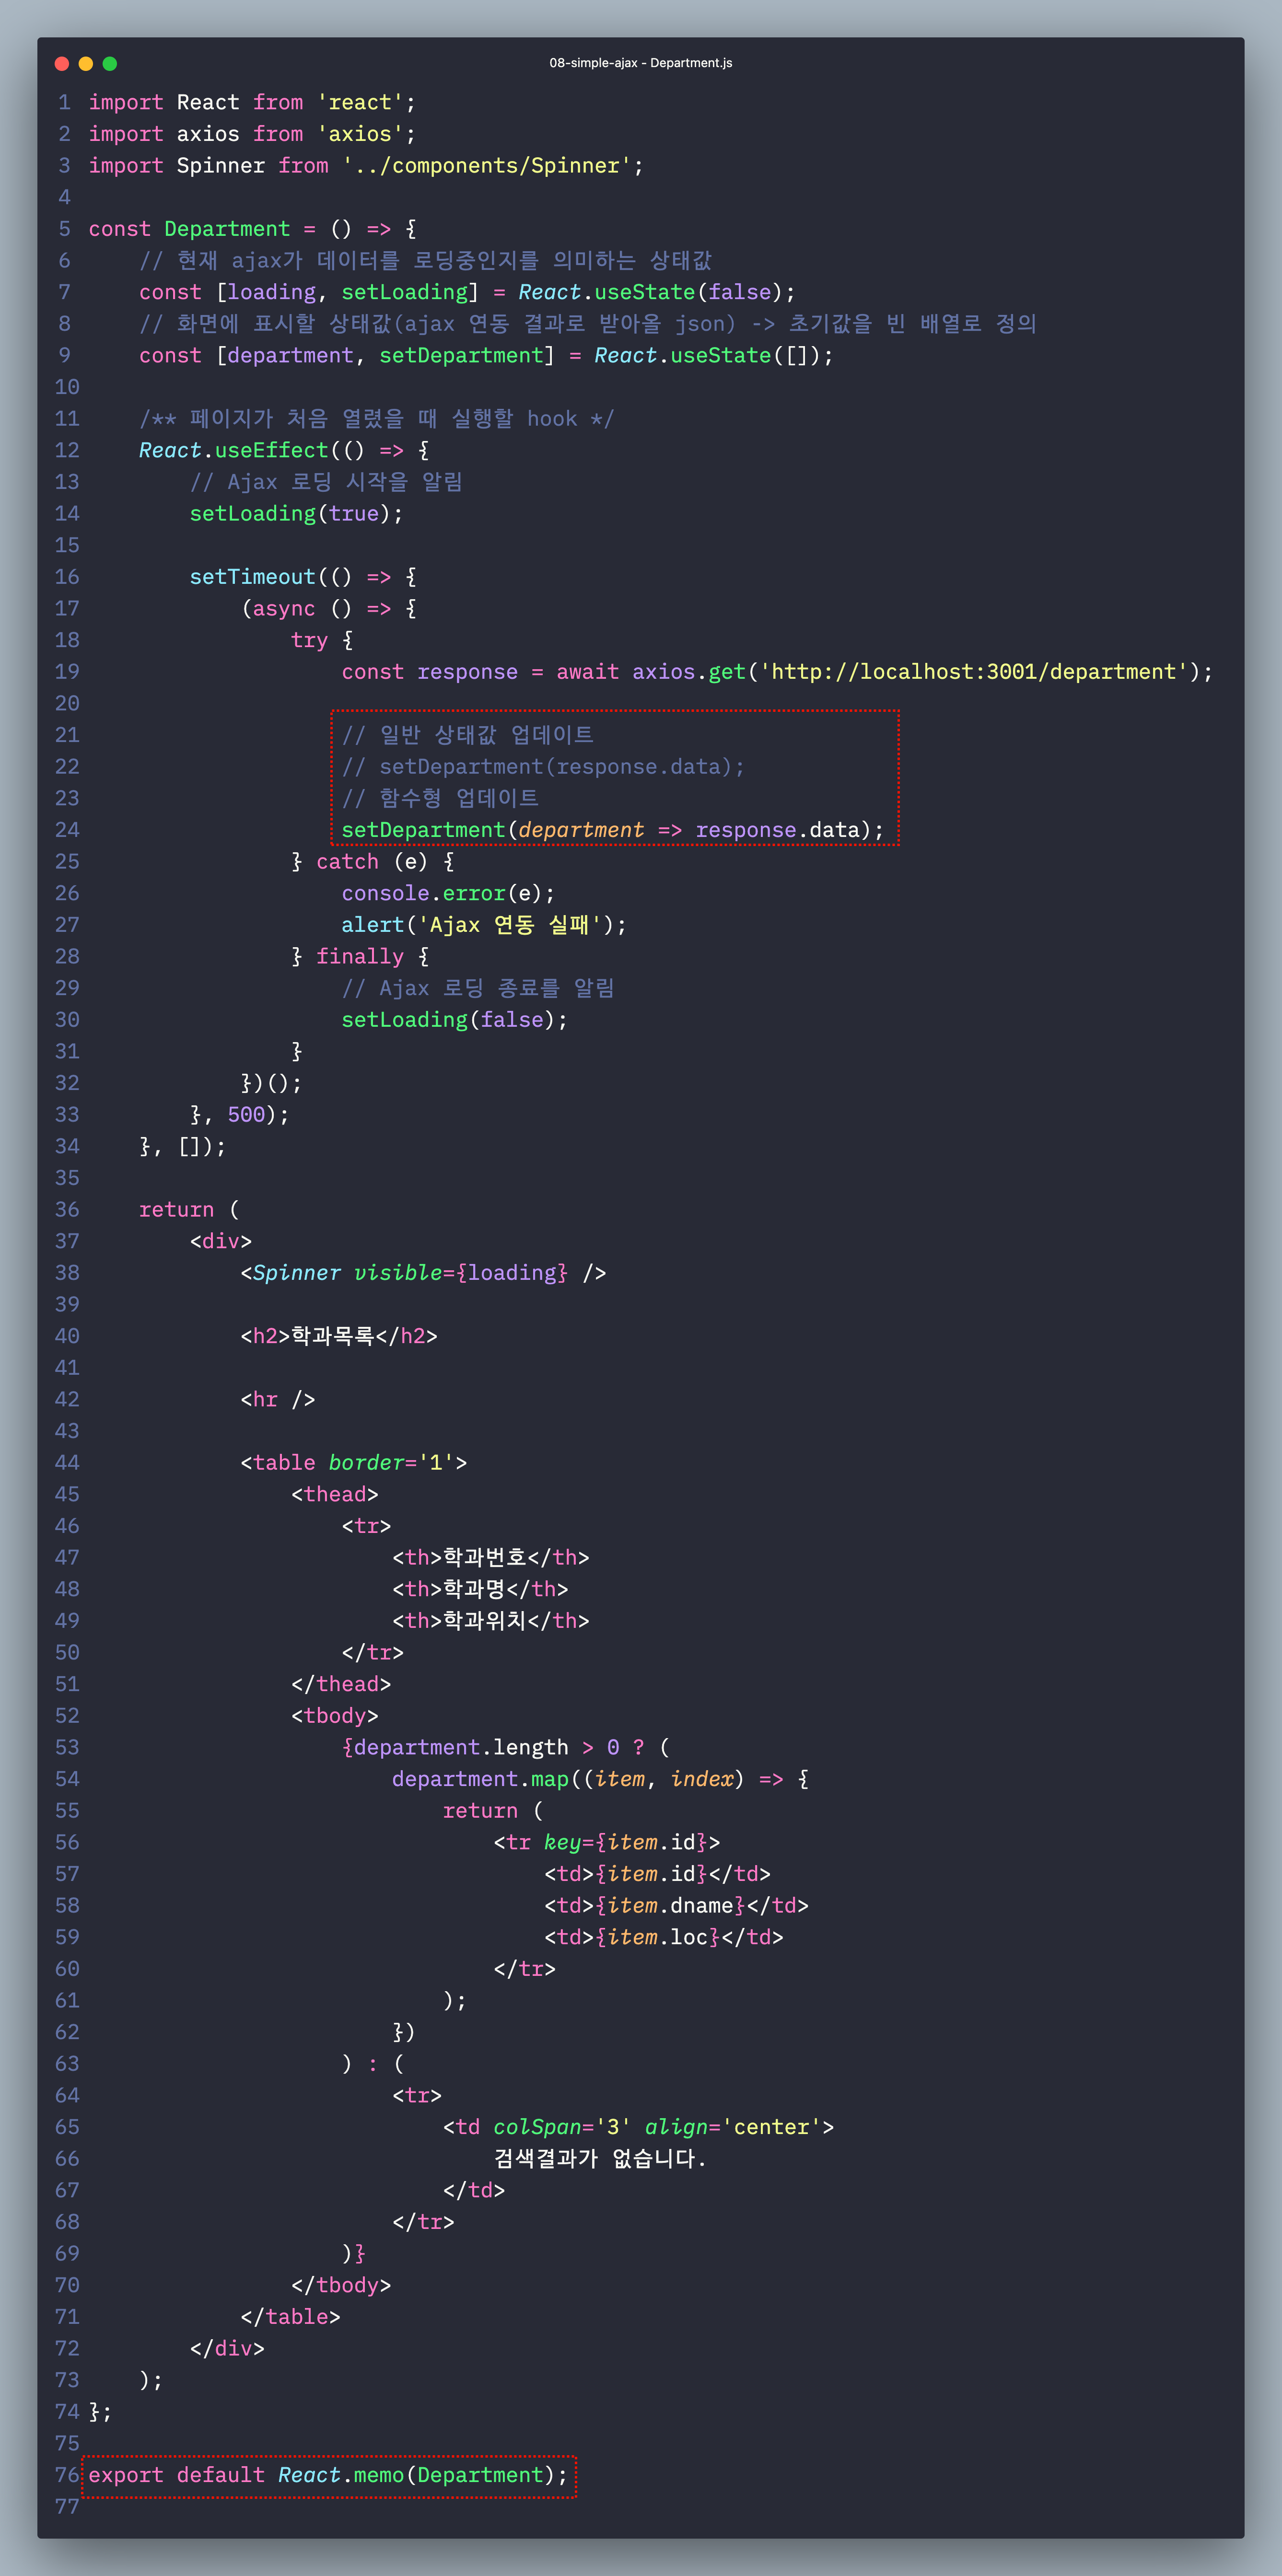 08-simple-ajax - Department.js
1 import React from 'react';
2 import axios from 'axios';
3 import Spinner from '../components/Spinner';
4
5 const Department = () => {
6     // 현재 ajax가 데이터를 로딩중인지를 의미하는 상태값
7     const [loading, setLoading] = React.useState(false);
8     // 화면에 표시할 상태값(ajax 연동 결과로 받아올 json) -> 초기값을 빈 배열로 정의
9     const [department, setDepartment] = React.useState([]);
10
11     /** 페이지가 처음 열렸을 때 실행할 hook */
12     React.useEffect(() => {
13         // Ajax 로딩 시작을 알림
14         setLoading(true);
15
16         setTimeout(() => {
17             (async () => {
18                 try {
19                     const response = await axios.get('http://localhost:3001/department');
20
21                     // 일반 상태값 업데이트
22                     // setDepartment(response.data);
23                     // 함수형 업데이트
24                     setDepartment(department => response.data);
25                 } catch (e) {
26                     console.error(e);
27                     alert('Ajax 연동 실패');
28                 } finally {
29                     // Ajax 로딩 종료를 알림
30                     setLoading(false);
31                 }
32             })();
33         }, 500);
34     }, []);
35
36     return (
37         <div>
38             <Spinner visible={loading} />
39
40             <h2>학과목록</h2>
41
42             <hr />
43
44             <table border='1'>
45                 <thead>
46                     <tr>
47                         <th>학과번호</th>
48                         <th>학과명</th>
49                         <th>학과위치</th>
50                     </tr>
51                 </thead>
52                 <tbody>
53                     {department.length > 0 ? (
54                         department.map((item, index) => {
55                             return (
56                                 <tr key={item.id}>
57                                     <td>{item.id}</td>
58                                     <td>{item.dname}</td>
59                                     <td>{item.loc}</td>
60                                 </tr>
61                             );
62                         })
63                     ) : (
64                         <tr>
65                             <td colSpan='3' align='center'>
66                                 검색결과가 없습니다.
67                             </td>
68                         </tr>
69                     )}
70                 </tbody>
71             </table>
72         </div>
73     );
74 };
75
76 export default React.memo(Department);
77